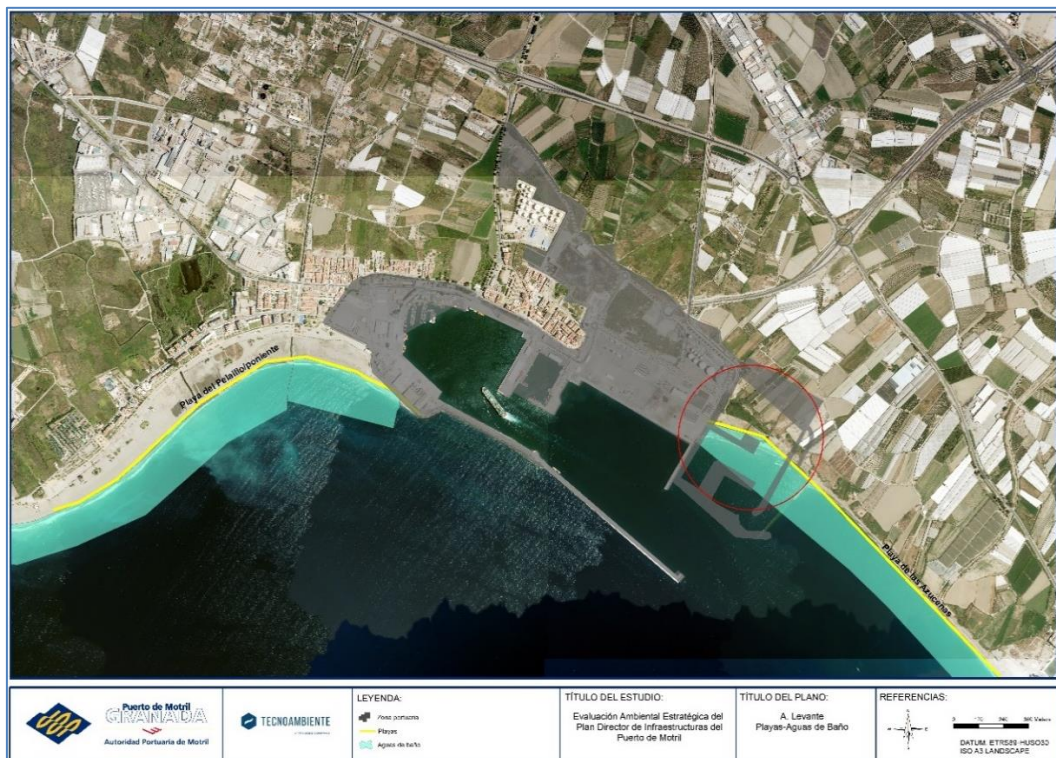 Playa del Pelaillo/poniente
Playa de las Azucenas
Puerto de Motril
GRANADA
Autoridad Portuaria de Motril
TECNOAMBIENTE
LEYENDA:
Zona portuaria
Playas
Aguas de baño
TÍTULO DEL ESTUDIO:
Evaluación Ambiental Estratégica del
Plan Director de Infraestructuras del
Puerto de Motril
TÍTULO DEL PLANO:
A. Levante
Playas-Aguas de Baño
REFERENCIAS:
DATUM: ETRS89-HUSO30
ISO A3 LANDSCAPE